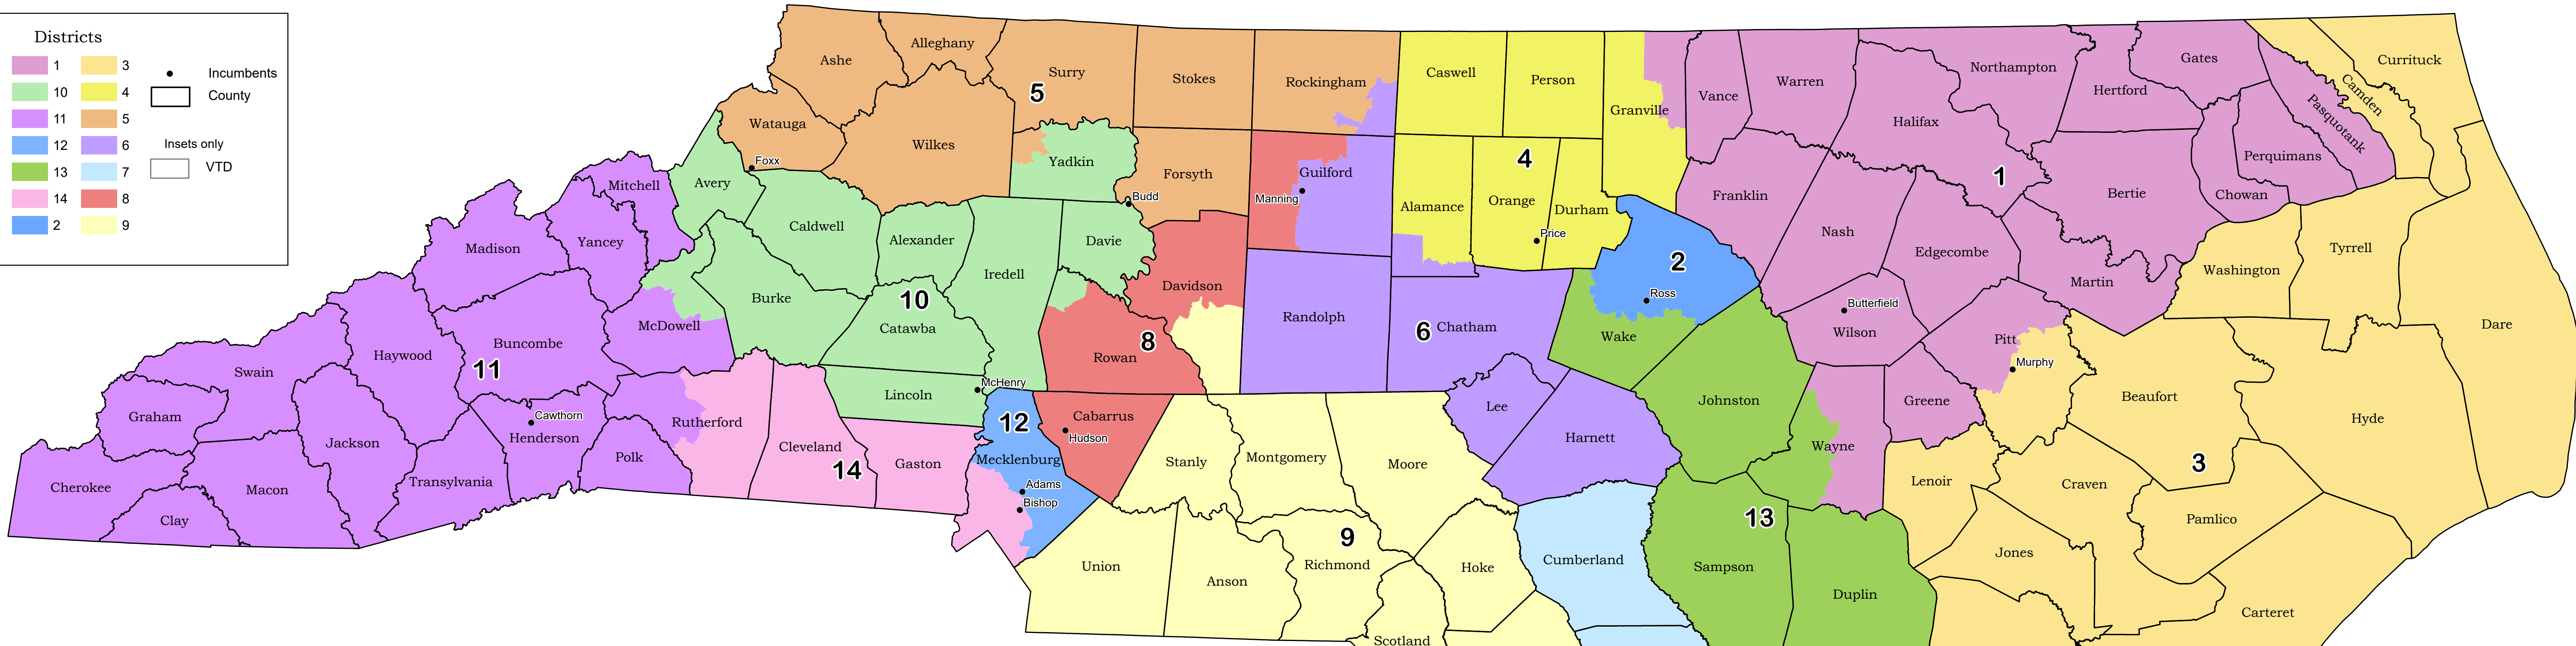 Districts
1 3
10 4
11 5
12 6
13 7
14 8
2 9
Incumbents
County
Insets only
VTD
Ashe
Alleghany
Surry
5
Stokes
Rockingham
Caswell
Person
Granville
Vance
Warren
Halifax
Northampton
Hertford
Gates
Camden
Currituck
Pasquotank
Perquimans
Chowan
Bertie
1
Watauga
Foxx
Wilkes
Yadkin
Forsyth
Budd
Guilford
Manning
4
Alamance
Orange
Durham
Price
Franklin
Nash
Edgecombe
Martin
Washington
Tyrrell
Dare
Mitchell
Avery
Yancey
Madison
Caldwell
Alexander
Iredell
Davie
Davidson
Randolph
6
Chatham
2
Ross
Wake
Butterfield
Wilson
Pitt
Murphy
Burke
10
Catawba
Rowan
8
McDowell
Buncombe
11
Haywood
Swain
Graham
Jackson
Cherokee
Macon
Clay
Transylvania
Cawthorn
Henderson
Polk
Rutherford
Cleveland
14
Gaston
Lincoln
McHenry
12
Mecklenburg
Adams
Bishop
Cabarrus
Hudson
Stanly
Montgomery
Moore
Lee
Harnett
Johnston
Wayne
Greene
Beaufort
Hyde
Lenoir
Craven
3
Pamlico
Jones
Carteret
Union
Anson
9
Richmond
Hoke
Scotland
Cumberland
13
Sampson
Duplin